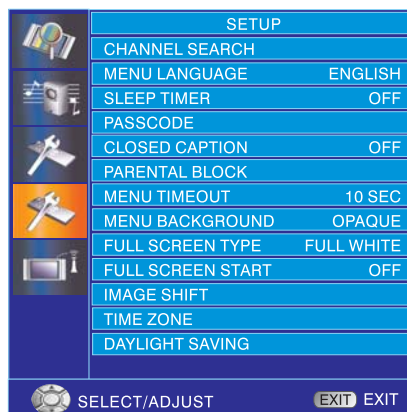 SETUP
CHANNEL SEARCH
MENU LANGUAGE ENGLISH
SLEEP TIMER OFF
PASSCODE
CLOSED CAPTION OFF
PARENTAL BLOCK
MENU TIMEOUT 10 SEC
MENU BACKGROUND OPAQUE
FULL SCREEN TYPE FULL WHITE
FULL SCREEN START OFF
IMAGE SHIFT
TIME ZONE
DAYLIGHT SAVING
SELECT/ADJUST EXIT EXIT